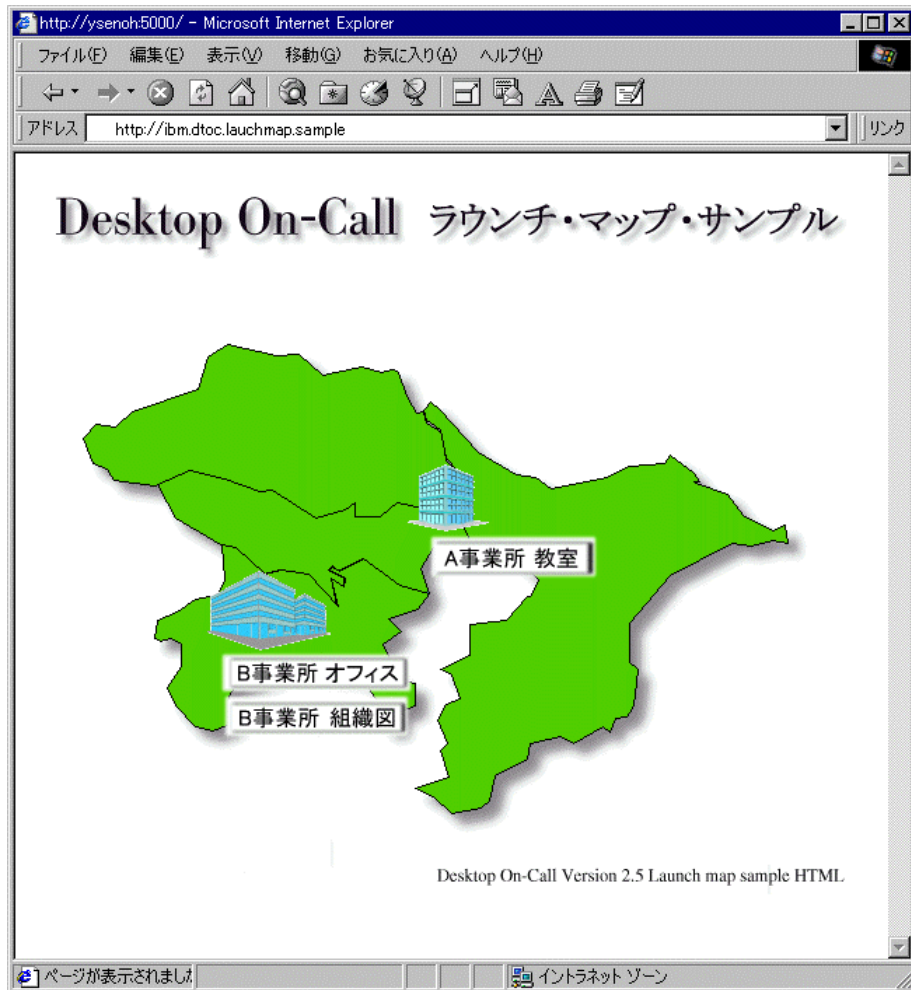 http://ysenoh:5000/ - Microsoft Internet Explorer
ファイル(F) 編集(E) 表示(V) 移動(G) お気に入り(A) ヘルプ(H)
アドレス http://ibm.dtoc.lauchmap.sample リンク
Desktop On-Call ラウンチ・マップ・サンプル
A事業所 教室
B事業所 オフィス
B事業所 組織図
Desktop On-Call Version 2.5 Launch map sample HTML
ページが表示されました イントラネット ゾーン